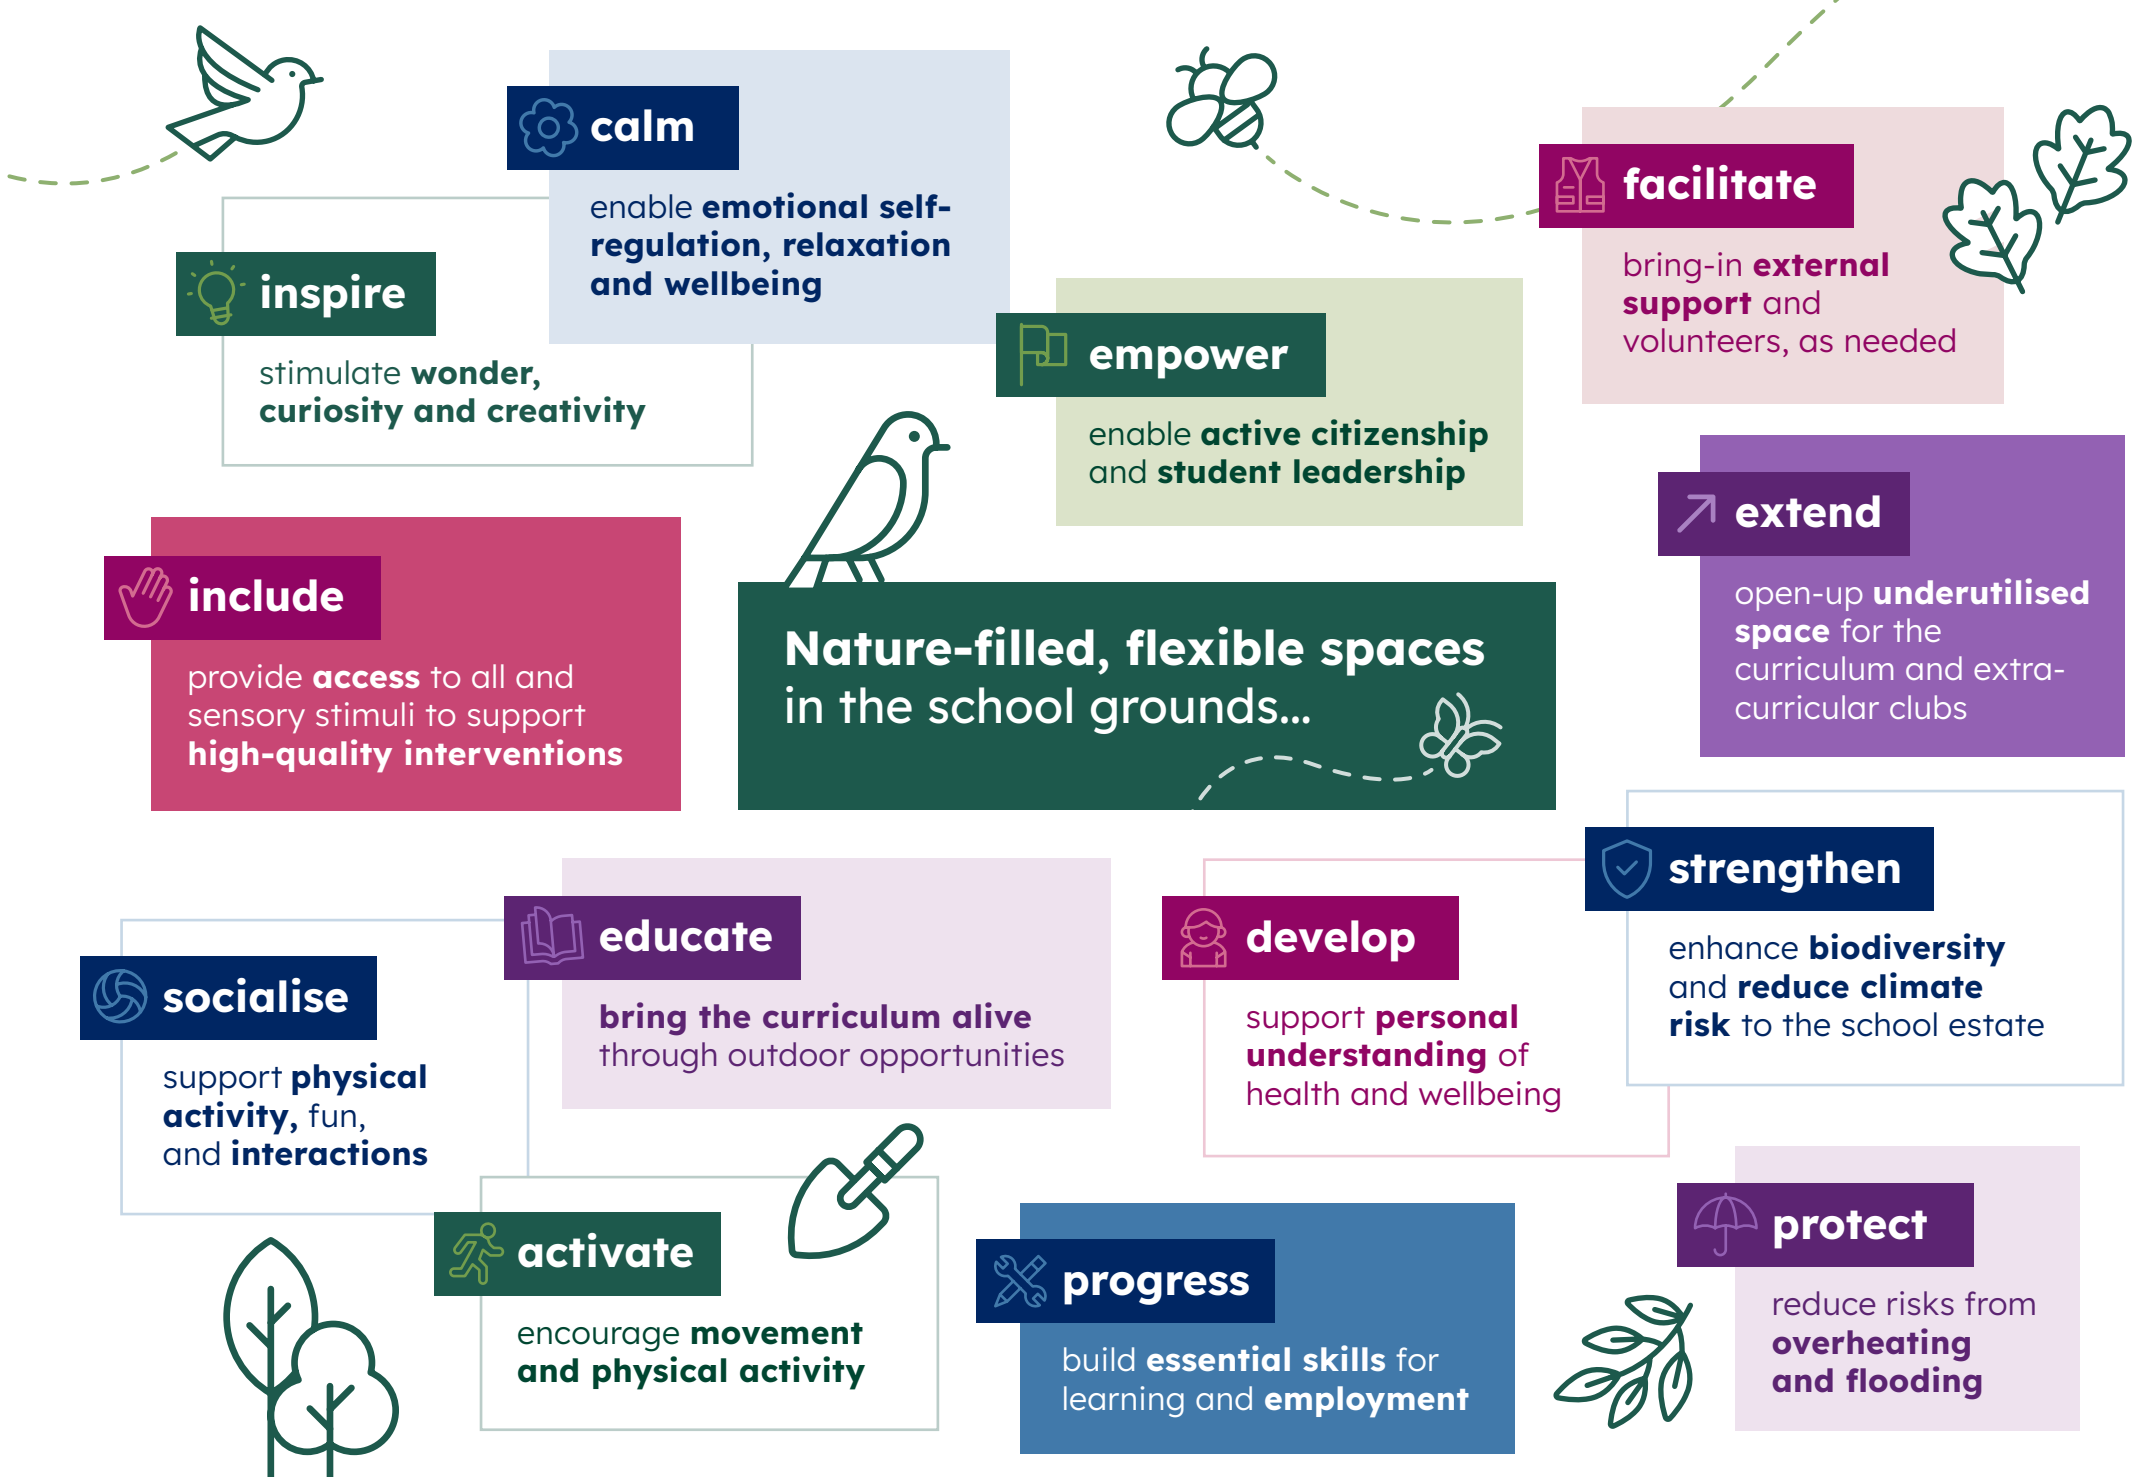 calm
enable emotional self-
regulation, relaxation
and wellbeing
inspire
stimulate wonder,
curiosity and creativity
facilitate
bring-in external
support and
volunteers, as needed
empower
enable active citizenship
and student leadership
extend
open-up underutilised
space for the
curriculum and extra-
curricular clubs
include
provide access to all and
sensory stimuli to support
high-quality interventions
Nature-filled, flexible spaces
in the school grounds...
strengthen
enhance biodiversity
and reduce climate
risk to the school estate
educate
bring the curriculum alive
through outdoor opportunities
develop
support personal
understanding of
health and wellbeing
socialise
support physical
activity, fun,
and interactions
activate
encourage movement
and physical activity
progress
build essential skills for
learning and employment
protect
reduce risks from
overheating
and flooding